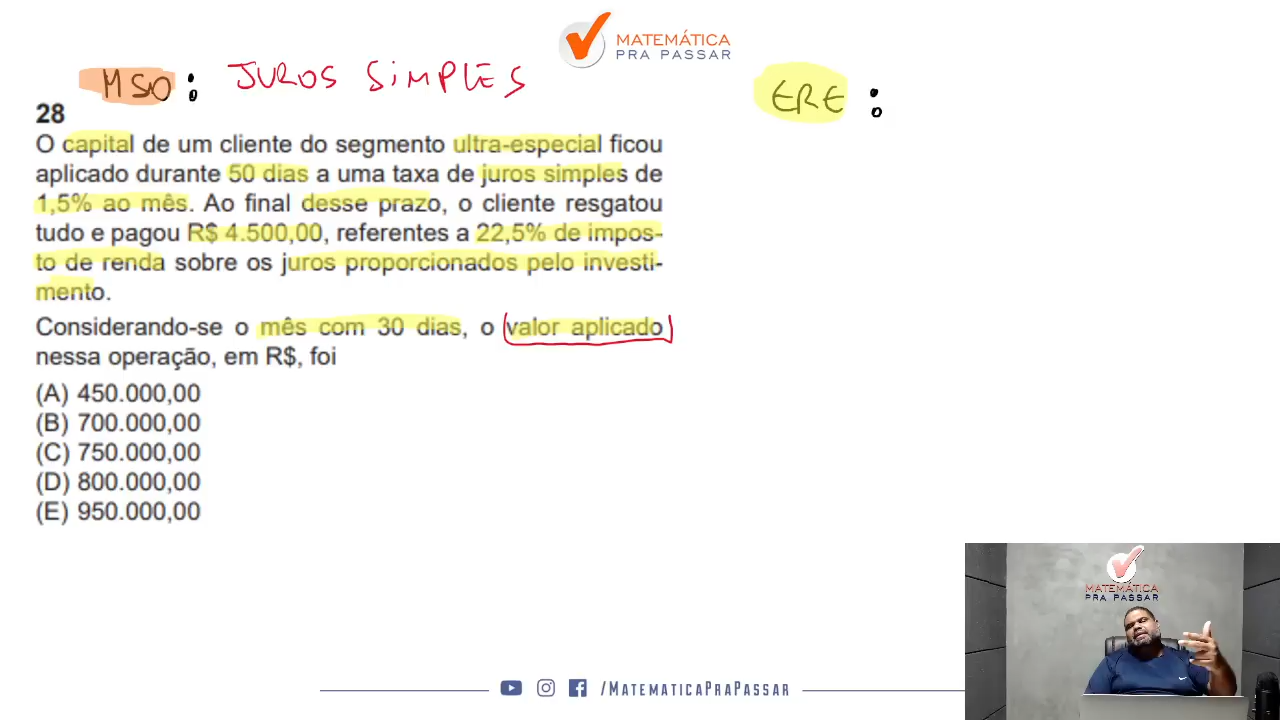 MATEMÁTICA
PRA PASSAR
MSO: JUROS SIMPLES
ERE:
28
O capital de um cliente do segmento ultra-especial ficou
aplicado durante 50 dias a uma taxa de juros simples de
1,5% ao mês. Ao final desse prazo, o cliente resgatou
tudo e pagou R$ 4.500,00, referentes a 22,5% de impos-
to de renda sobre os juros proporcionados pelo investi-
mento.
Considerando-se o mês com 30 dias, o valor aplicado
nessa operação, em R$, foi
(A) 450.000,00
(B) 700.000,00
(C) 750.000,00
(D) 800.000,00
(E) 950.000,00
MATEMÁTICA
PRA PASSAR
/MATEMATICAPRAPASSAR